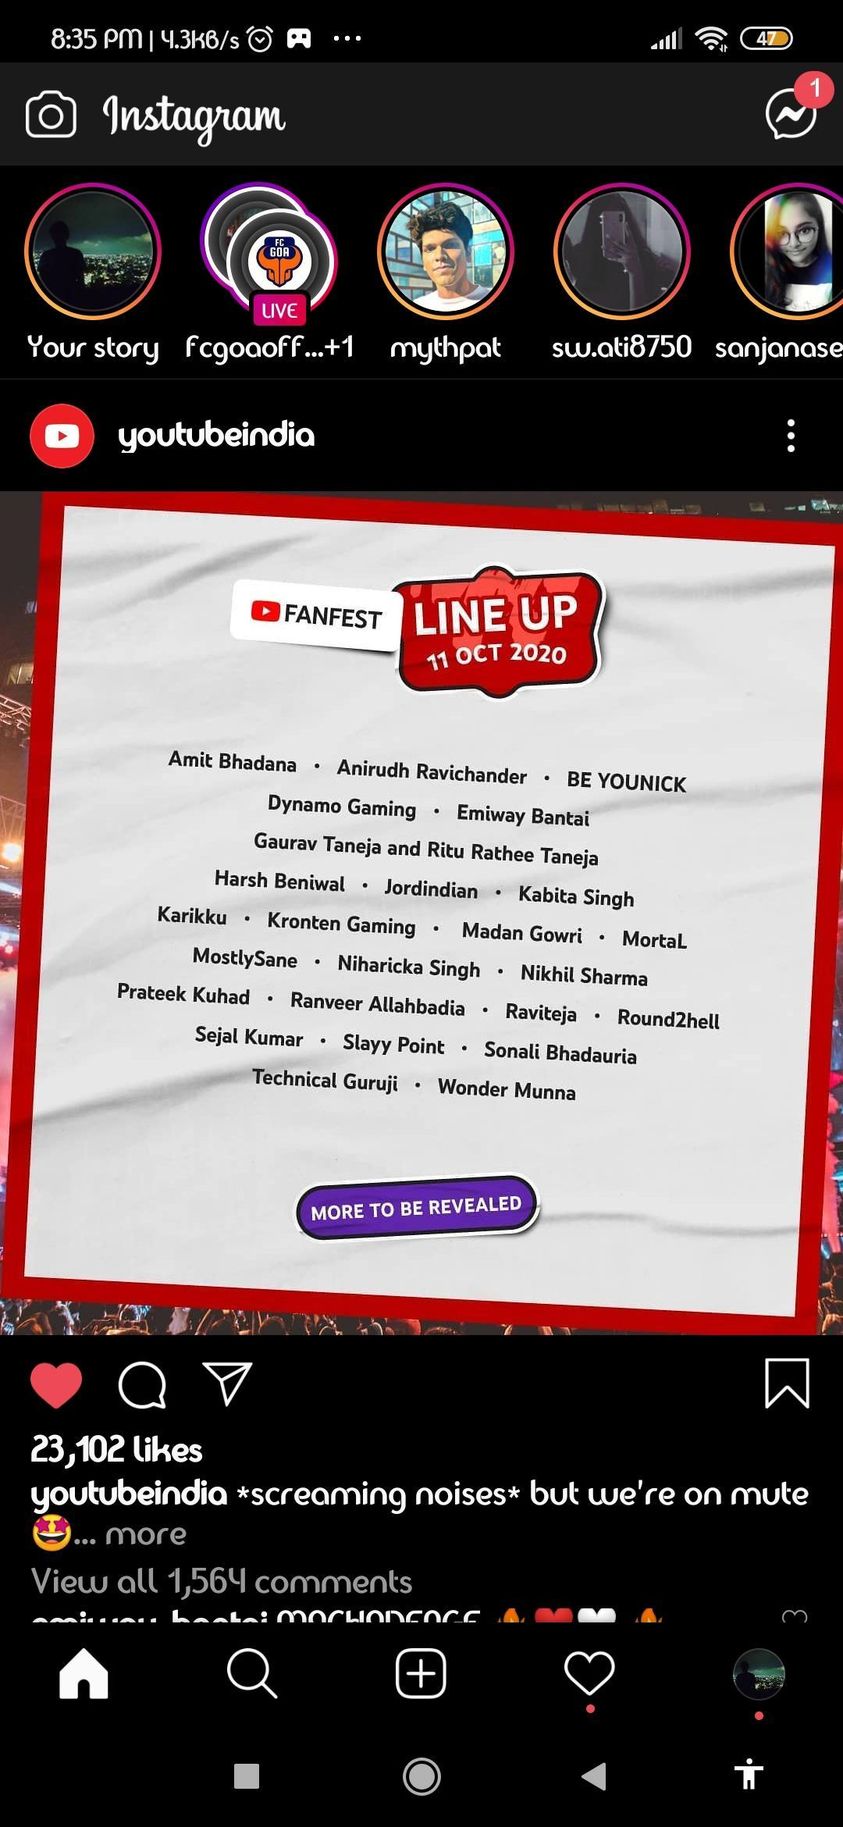 8:35 PM | 4.3KB/s
47
Instagram
1
FC
GOA
LIVE
Your story
fcgoaoff...+1
mythpat
sw.ati8750
sanjanase
youtubeindia
FANFEST
LINE UP
11 OCT 2020
Amit Bhadana • Anirudh Ravichander • BE YOUNICK
Dynamo Gaming • Emiway Bantai
Gaurav Taneja and Ritu Rathee Taneja
Harsh Beniwal • Jordindian • Kabita Singh
Karikku • Kronten Gaming • Madan Gowri • MortaL
MostlySane • Niharicka Singh • Nikhil Sharma
Prateek Kuhad • Ranveer Allahbadia • Raviteja • Round2hell
Sejal Kumar • Slayy Point • Sonali Bhadauria
Technical Guruji • Wonder Munna
MORE TO BE REVEALED
23,102 likes
youtubeindia *screaming noises* but we're on mute
🤩... more
View all 1,564 comments
emiway_bantai